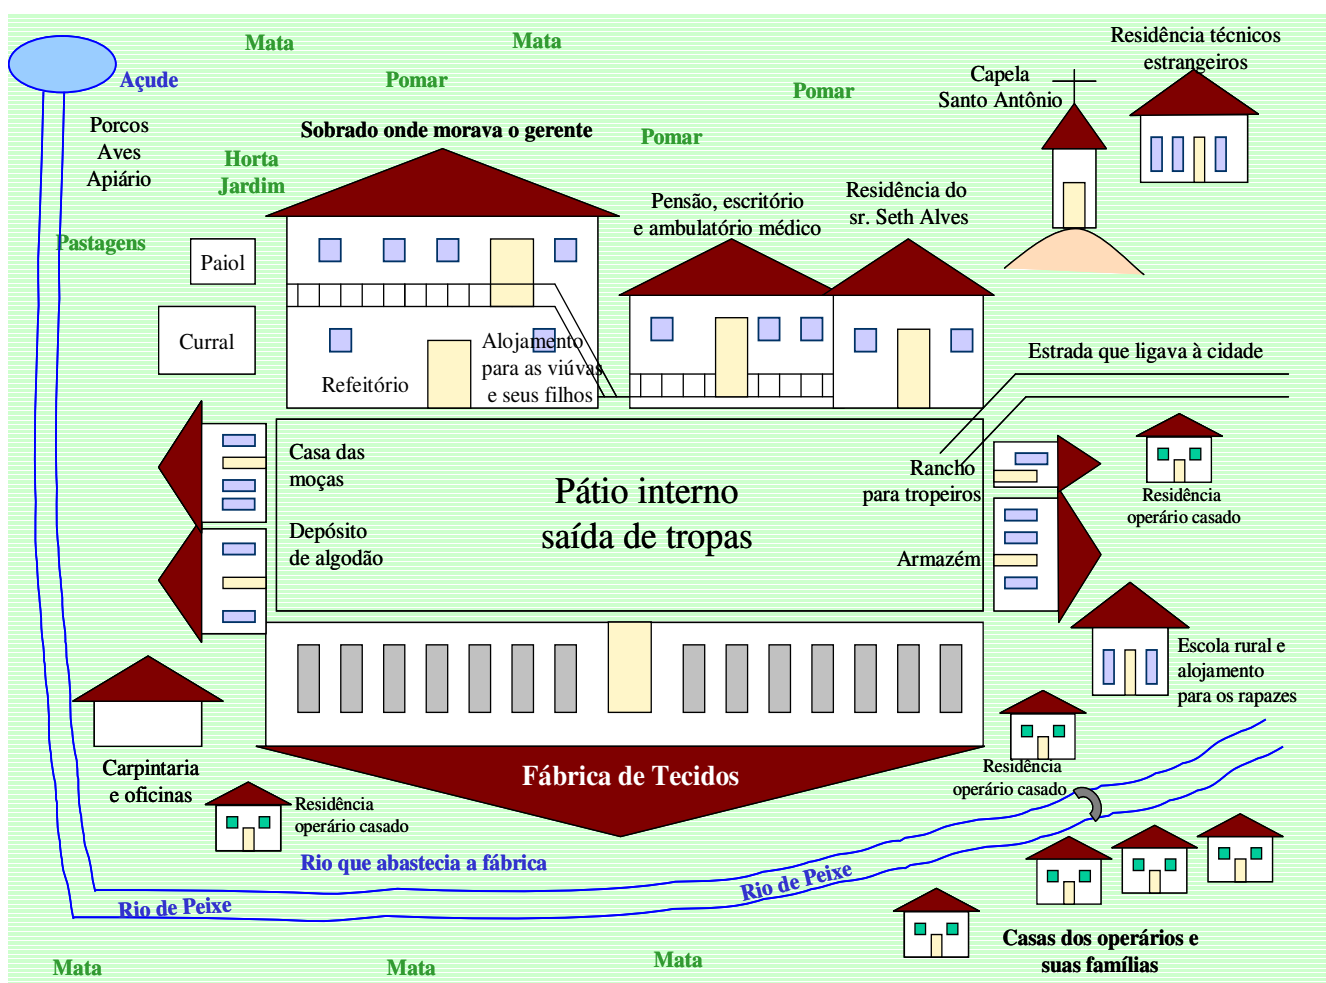 Mata
Mata
Residência técnicos
estrangeiros
Açude
Pomar
Capela
Santo Antônio
Pomar
Porcos
Aves
Apiário
Sobrado onde morava o gerente
Pomar
Horta
Jardim
Pensão, escritório
e ambulatório médico
Residência do
sr. Seth Alves
Pastagens
Paiol
Curral
Refeitório
Alojamento
para as viúvas
e seus filhos
Estrada que ligava à cidade
Casa das
moças
Pátio interno
saída de tropas
Rancho
para tropeiros
Residência
operário casado
Depósito
de algodão
Armazém
Escola rural e
alojamento
para os rapazes
Carpintaria
e oficinas
Fábrica de Tecidos
Residência
operário casado
Residência
operário casado
Rio que abastecia a fábrica
Rio de Peixe
Rio de Peixe
Casas dos operários e
suas famílias
Mata
Mata
Mata